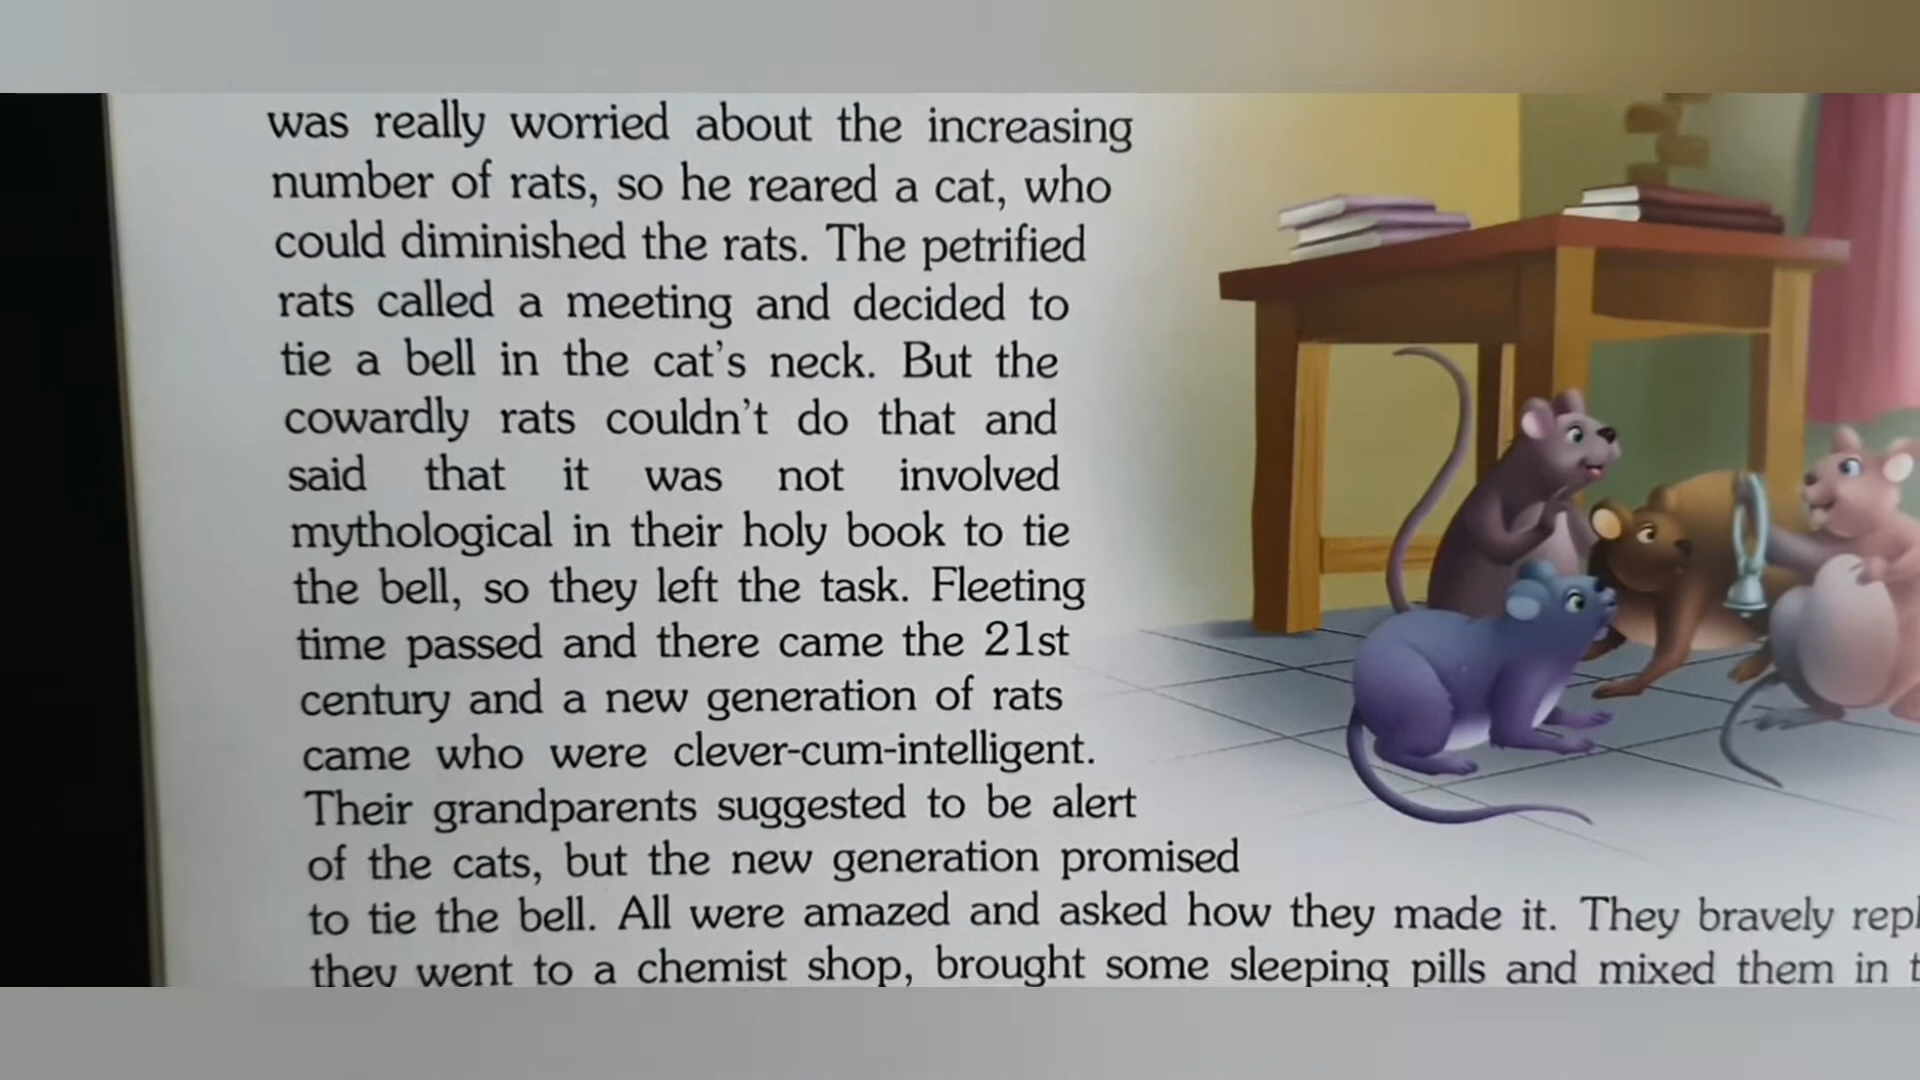 was really worried about the increasing
number of rats, so he reared a cat, who
could diminished the rats. The petrified
rats called a meeting and decided to
tie a bell in the cat's neck. But the
cowardly rats couldn't do that and
said that it was not involved
mythological in their holy book to tie
the bell, so they left the task. Fleeting
time passed and there came the 21st
century and a new generation of rats
came who were clever-cum-intelligent.
Their grandparents suggested to be alert
of the cats, but the new generation promised
to tie the bell. All were amazed and asked how they made it. They bravely
they went to a chemist shop, brought some sleeping pills and mixed them in